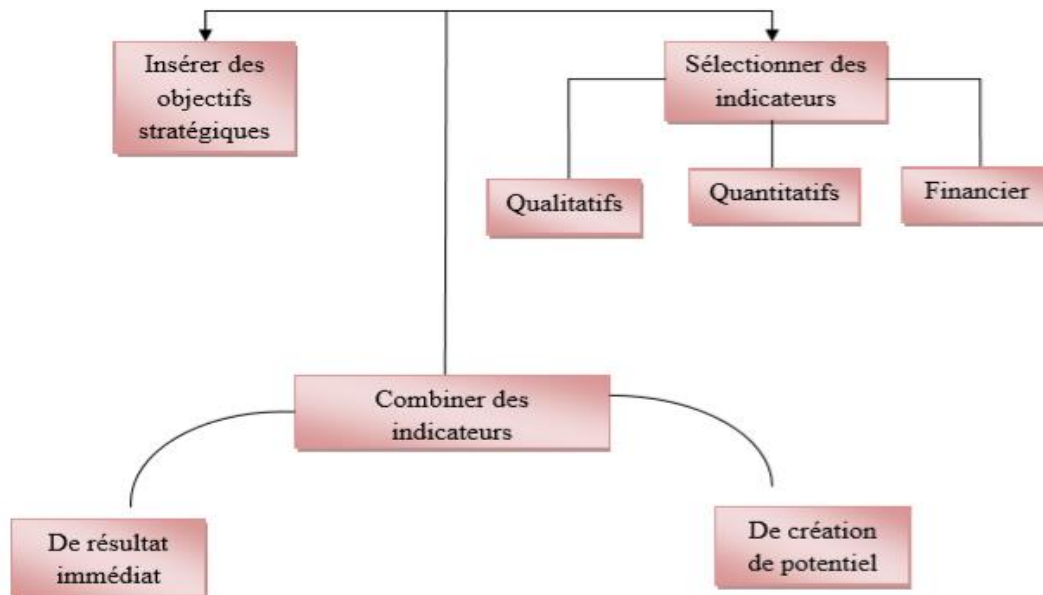 Insérer des
objectifs
stratégiques
Sélectionner des
indicateurs
Qualitatifs
Quantitatifs
Financier
Combiner des
indicateurs
De résultat
immédiat
De création
de potentiel